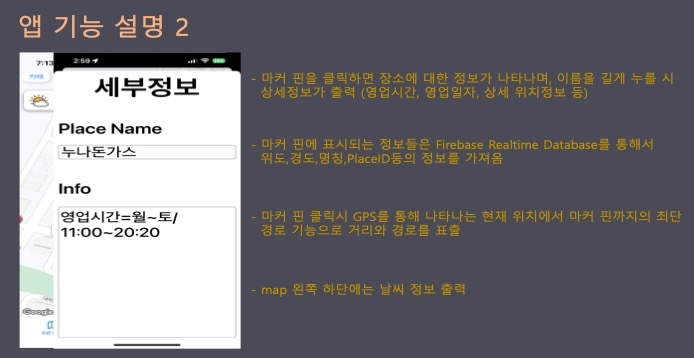 앱 기능 설명 2
7:13
2:59
세부정보
Place Name
누나돈가스
Info
영업시간=월~토/
11:00~20:20
Google
- 마커 핀을 클릭하면 장소에 대한 정보가 나타나며, 이름을 길게 누를 시
상세정보가 출력 (영업시간, 영업일자, 상세 위치정보 등)
- 마커 핀에 표시되는 정보들은 Firebase Realtime Database를 통해서
위도,경도,명칭,PlaceID등의 정보를 가져옴
- 마커 핀 클릭시 GPS를 통해 나타나는 현재 위치에서 마커 핀까지의 최단
경로 기능으로 거리와 경로를 표출
- map 왼쪽 하단에는 날씨 정보 출력